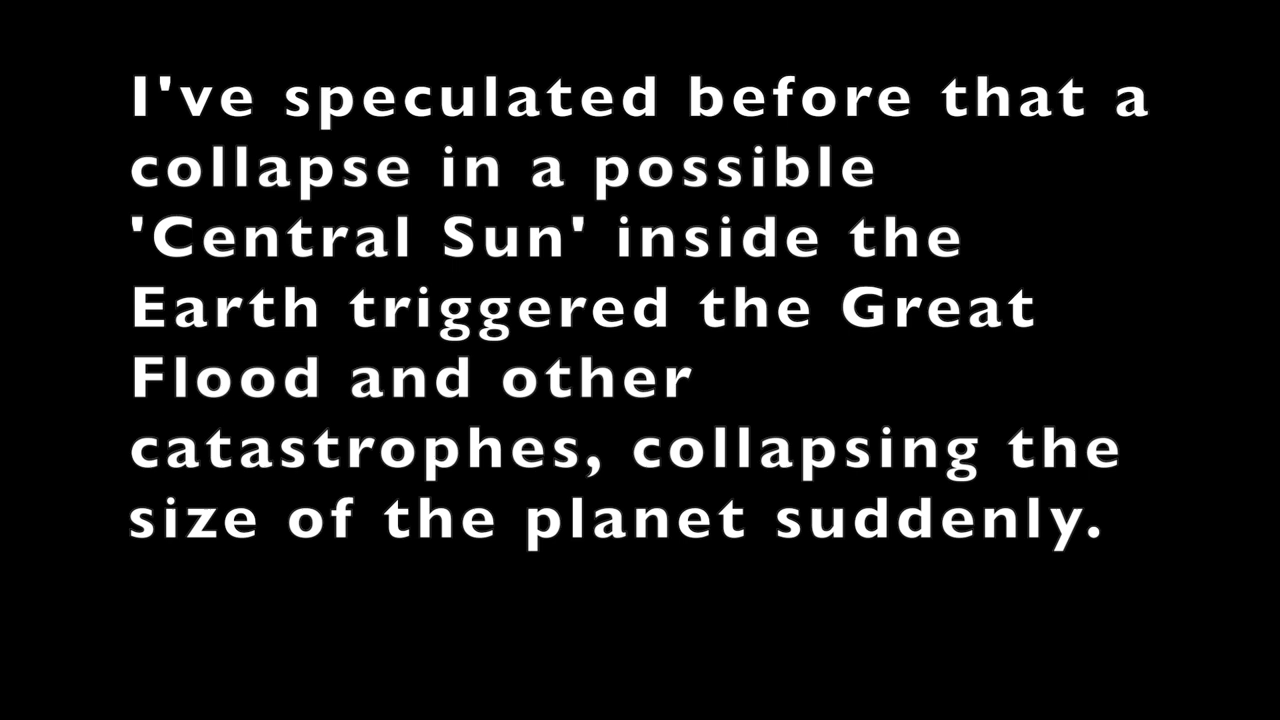 I've speculated before that a
collapse in a possible
'Central Sun' inside the
Earth triggered the Great
Flood and other
catastrophes, collapsing the
size of the planet suddenly.